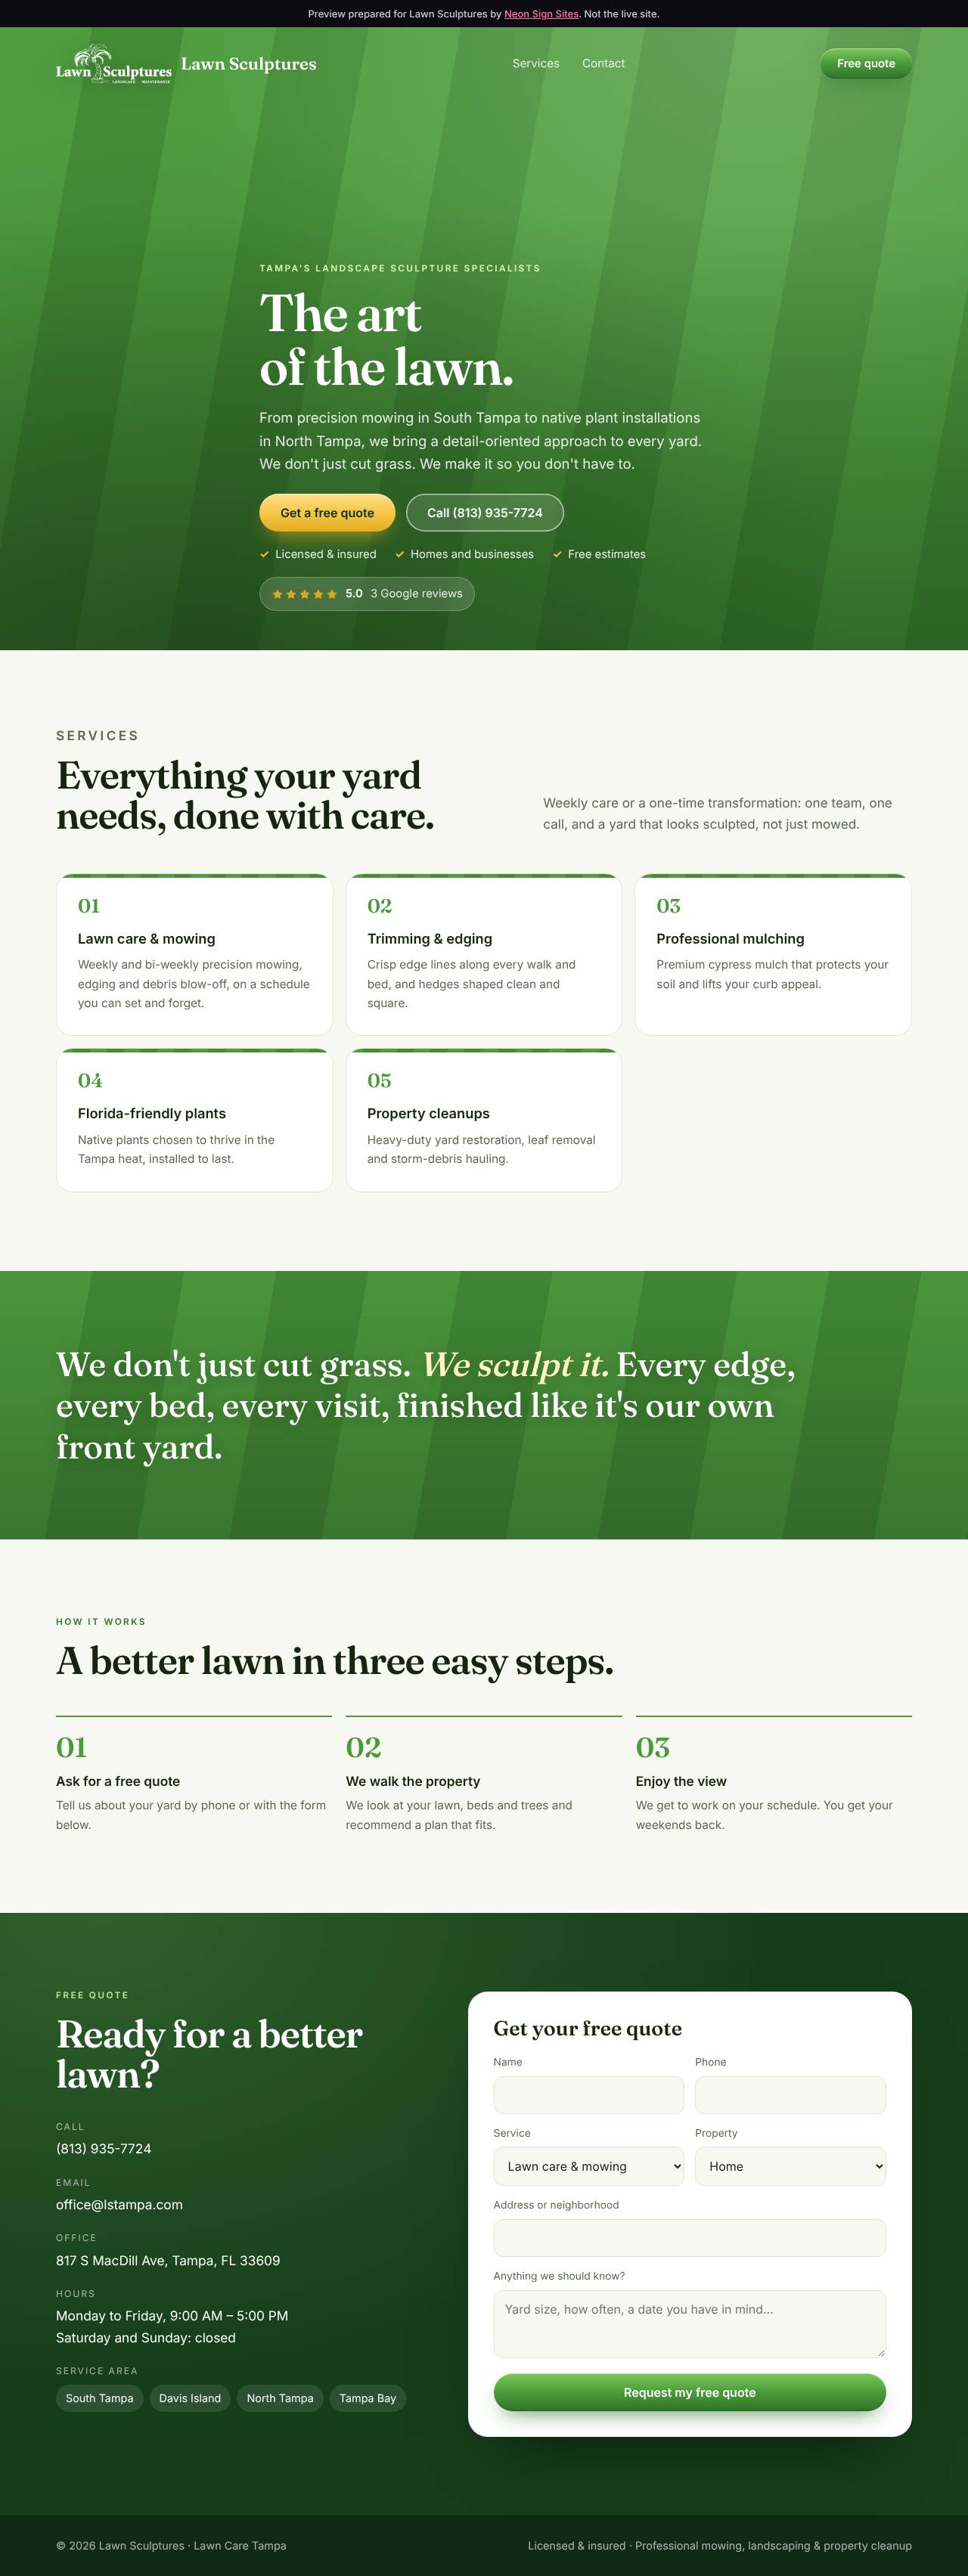 Preview prepared for Lawn Sculptures by Neon Sign Sites. Not the live site.
Lawn Sculptures
LANDSCAPE - MAINTENANCE
Lawn Sculptures
Services
Contact
Free quote
TAMPA'S LANDSCAPE SCULPTURE SPECIALISTS
The art
of the lawn.
From precision mowing in South Tampa to native plant installations
in North Tampa, we bring a detail-oriented approach to every yard.
We don't just cut grass. We make it so you don't have to.
Get a free quote
Call (813) 935-7724
✓ Licensed & insured ✓ Homes and businesses ✓ Free estimates
★★★★★ 5.0 3 Google reviews
SERVICES
Everything your yard
needs, done with care.
Weekly care or a one-time transformation: one team, one
call, and a yard that looks sculpted, not just mowed.
01
Lawn care & mowing
Weekly and bi-weekly precision mowing,
edging and debris blow-off, on a schedule
you can set and forget.
02
Trimming & edging
Crisp edge lines along every walk and
bed, and hedges shaped clean and
square.
03
Professional mulching
Premium cypress mulch that protects your
soil and lifts your curb appeal.
04
Florida-friendly plants
Native plants chosen to thrive in the
Tampa heat, installed to last.
05
Property cleanups
Heavy-duty yard restoration, leaf removal
and storm-debris hauling.
We don't just cut grass. We sculpt it. Every edge,
every bed, every visit, finished like it's our own
front yard.
HOW IT WORKS
A better lawn in three easy steps.
01
Ask for a free quote
Tell us about your yard by phone or with the form
below.
02
We walk the property
We look at your lawn, beds and trees and
recommend a plan that fits.
03
Enjoy the view
We get to work on your schedule. You get your
weekends back.
FREE QUOTE
Ready for a better
lawn?
CALL
(813) 935-7724
EMAIL
office@lstampa.com
OFFICE
817 S MacDill Ave, Tampa, FL 33609
HOURS
Monday to Friday, 9:00 AM – 5:00 PM
Saturday and Sunday: closed
SERVICE AREA
South Tampa
Davis Island
North Tampa
Tampa Bay
Get your free quote
Name
Phone
Service
Property
Lawn care & mowing
Home
Address or neighborhood
Anything we should know?
Yard size, how often, a date you have in mind...
Request my free quote
© 2026 Lawn Sculptures · Lawn Care Tampa
Licensed & insured · Professional mowing, landscaping & property cleanup